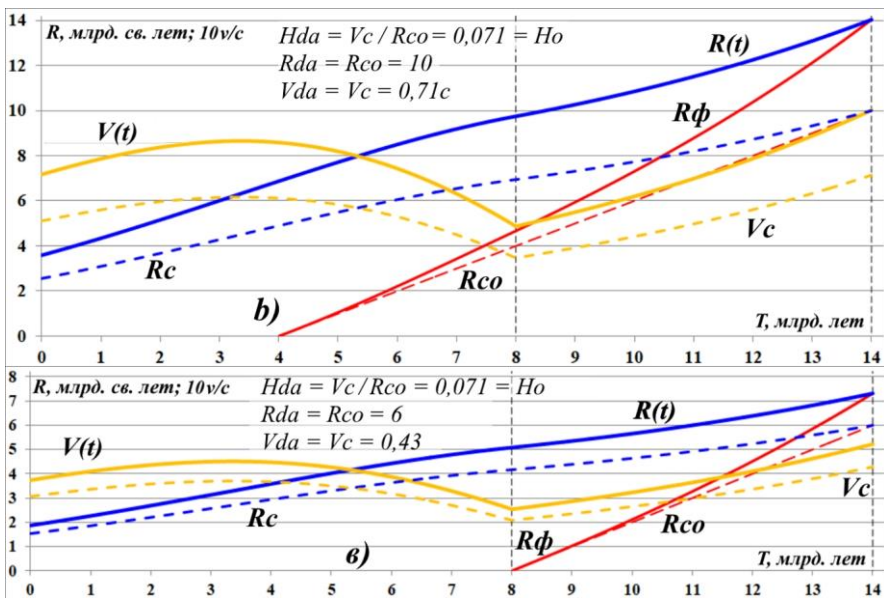 14
R, млрд. св. лет; 10v/c
Hda = Vc / Rco = 0,071 = Ho
Rda = Rco = 10
Vda = Vc = 0,71c
R(t)
12
10
Rф
V(t)
8
6
Vc
4
Rc
Rco
2
b)
T, млрд. лет
0
0 1 2 3 4 5 6 7 8 9 10 11 12 13 14
8
R, млрд. св. лет; 10v/c
Hda = Vc / Rco = 0,071 = Ho
Rda = Rco = 6
Vda = Vc = 0,43
R(t)
7
6
V(t)
5
4
Vc
3
Rc
Rco
2
Rф
1
в)
T, млрд. лет
0
0 1 2 3 4 5 6 7 8 9 10 11 12 13 14